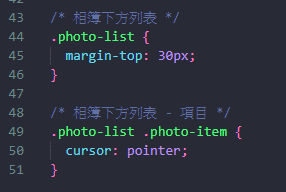 42
43 /* 相簿下方列表 */
44 .photo-list {
45 margin-top: 30px;
46 }
47
48 /* 相簿下方列表 - 項目 */
49 .photo-list .photo-item {
50 cursor: pointer;
51 }